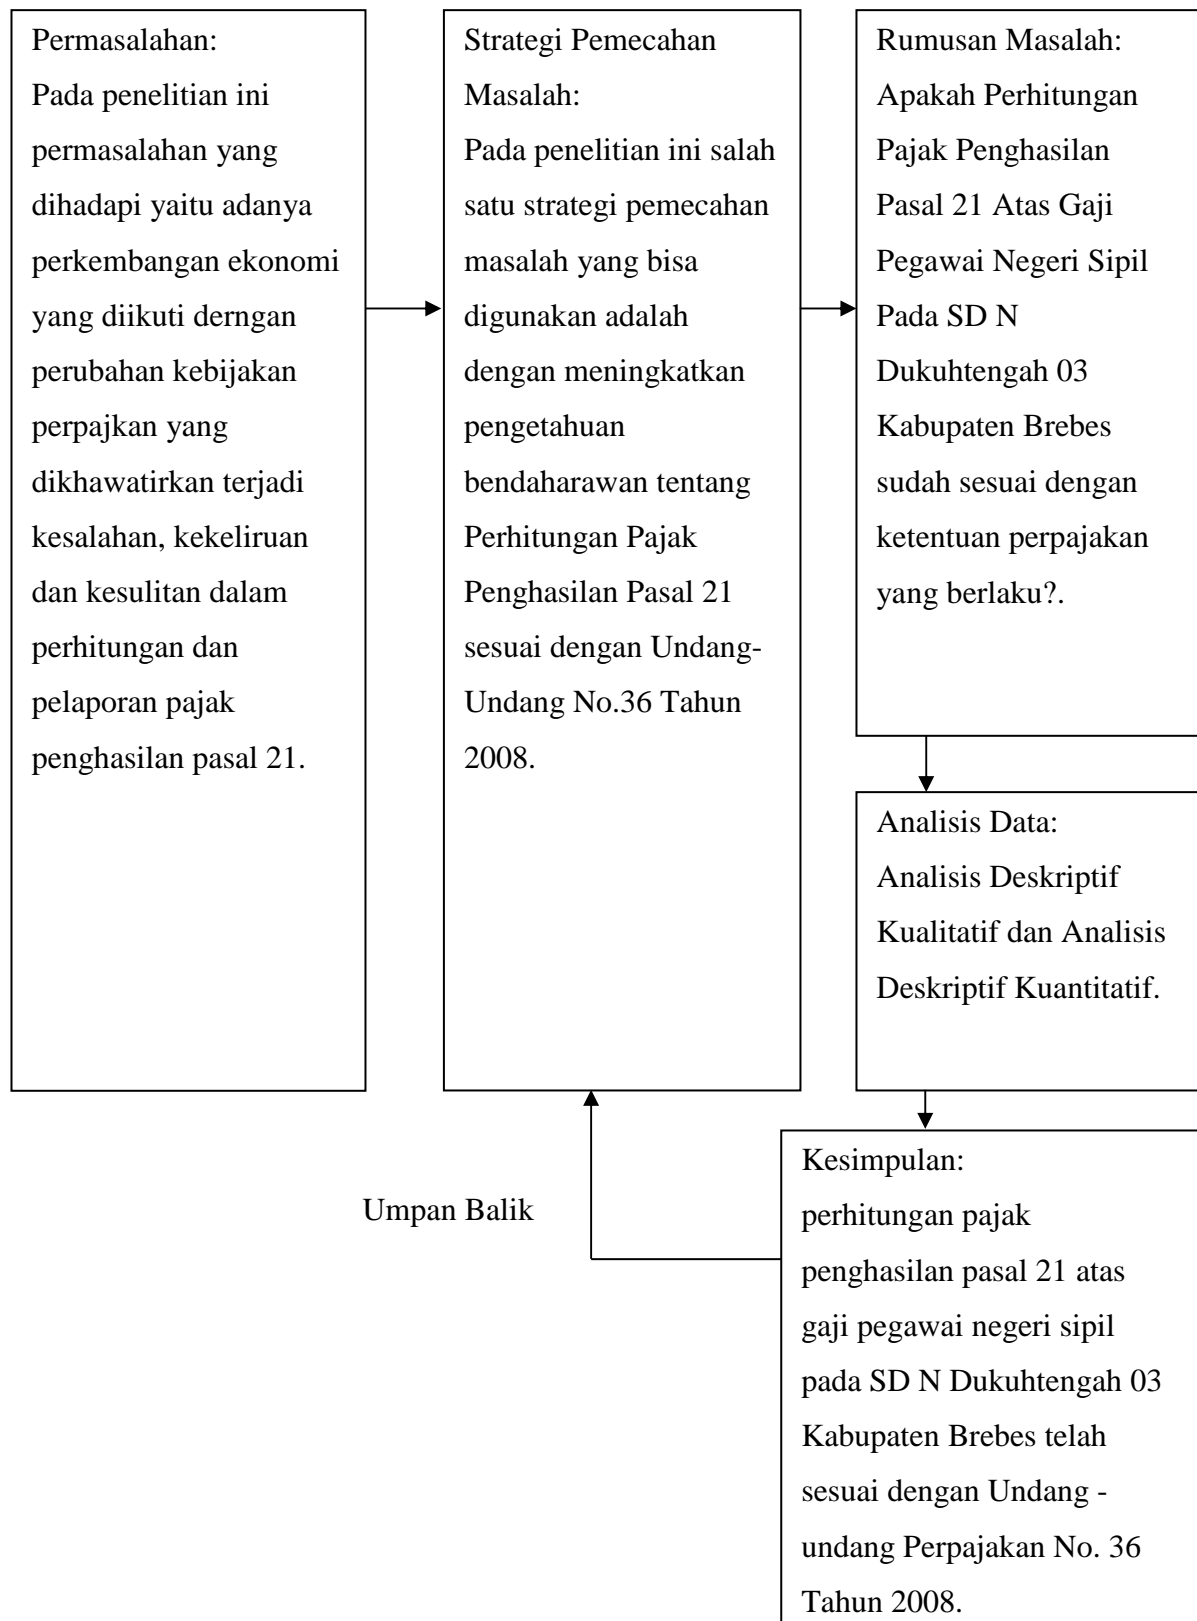 Permasalahan:
Pada penelitian ini
permasalahan yang
dihadapi yaitu adanya
perkembangan ekonomi
yang diikuti derngan
perubahan kebijakan
perpajkan yang
dikhawatirkan terjadi
kesalahan, kekeliruan
dan kesulitan dalam
perhitungan dan
pelaporan pajak
penghasilan pasal 21.
Strategi Pemecahan
Masalah:
Pada penelitian ini salah
satu strategi pemecahan
masalah yang bisa
digunakan adalah
dengan meningkatkan
pengetahuan
bendaharawan tentang
Perhitungan Pajak
Penghasilan Pasal 21
sesuai dengan Undang-
Undang No.36 Tahun
2008.
Rumusan Masalah:
Apakah Perhitungan
Pajak Penghasilan
Pasal 21 Atas Gaji
Pegawai Negeri Sipil
Pada SD N
Dukuhtengah 03
Kabupaten Brebes
sudah sesuai dengan
ketentuan perpajakan
yang berlaku?.
Analisis Data:
Analisis Deskriptif
Kualitatif dan Analisis
Deskriptif Kuantitatif.
Kesimpulan:
perhitungan pajak
penghasilan pasal 21 atas
gaji pegawai negeri sipil
pada SD N Dukuhtengah 03
Kabupaten Brebes telah
sesuai dengan Undang -
undang Perpajakan No. 36
Tahun 2008.
Umpan Balik